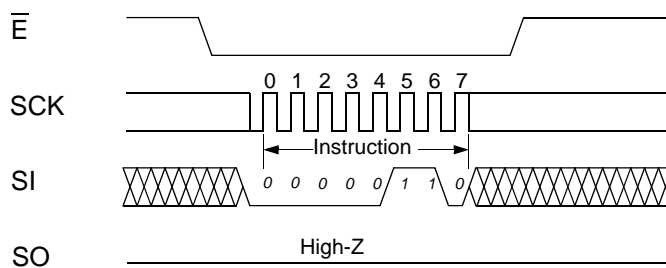 E̅
0 1 2 3 4 5 6 7
SCK
Instruction
SI 0 0 0 0 0 1 1 0
High-Z
SO